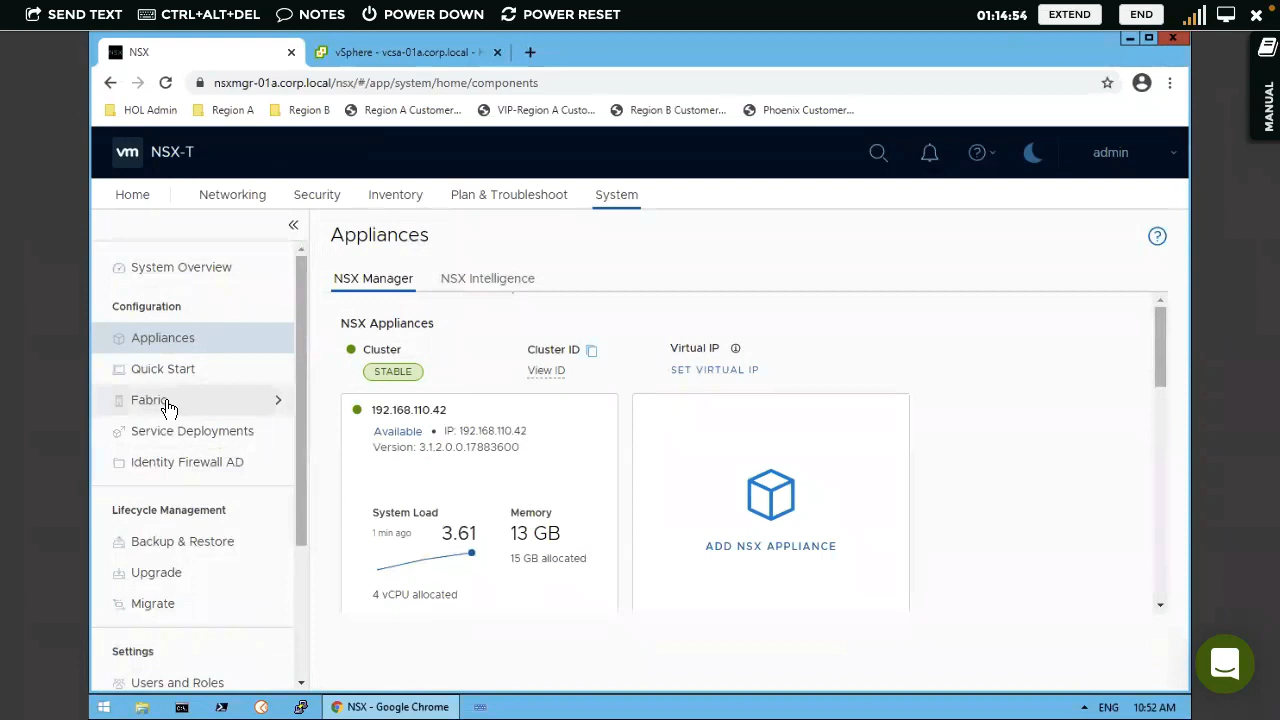 SEND TEXT CTRL+ALT+DEL NOTES POWER DOWN POWER RESET 01:14:54 EXTEND END
NSX vSphere - vcsa-01a.corp.local -
nsxmgr-01a.corp.local/nsx/#/app/system/home/components
HOL Admin Region A Region B Region A Customer... VIP-Region A Custo... Region B Customer... Phoenix Customer...
MANUAL
vm NSX-T admin
Home Networking Security Inventory Plan & Troubleshoot System
Appliances
NSX Manager NSX Intelligence
System Overview
Configuration
Appliances
Quick Start
Fabric
Service Deployments
Identity Firewall AD
Lifecycle Management
Backup & Restore
Upgrade
Migrate
Settings
Users and Roles
NSX Appliances
Cluster Cluster ID Virtual IP
STABLE View ID SET VIRTUAL IP
192.168.110.42
Available • IP: 192.168.110.42
Version: 3.1.2.0.0.17883600
System Load Memory
1 min ago 3.61 13 GB
15 GB allocated
4 vCPU allocated
ADD NSX APPLIANCE
NSX - Google Chrome ENG 10:52 AM